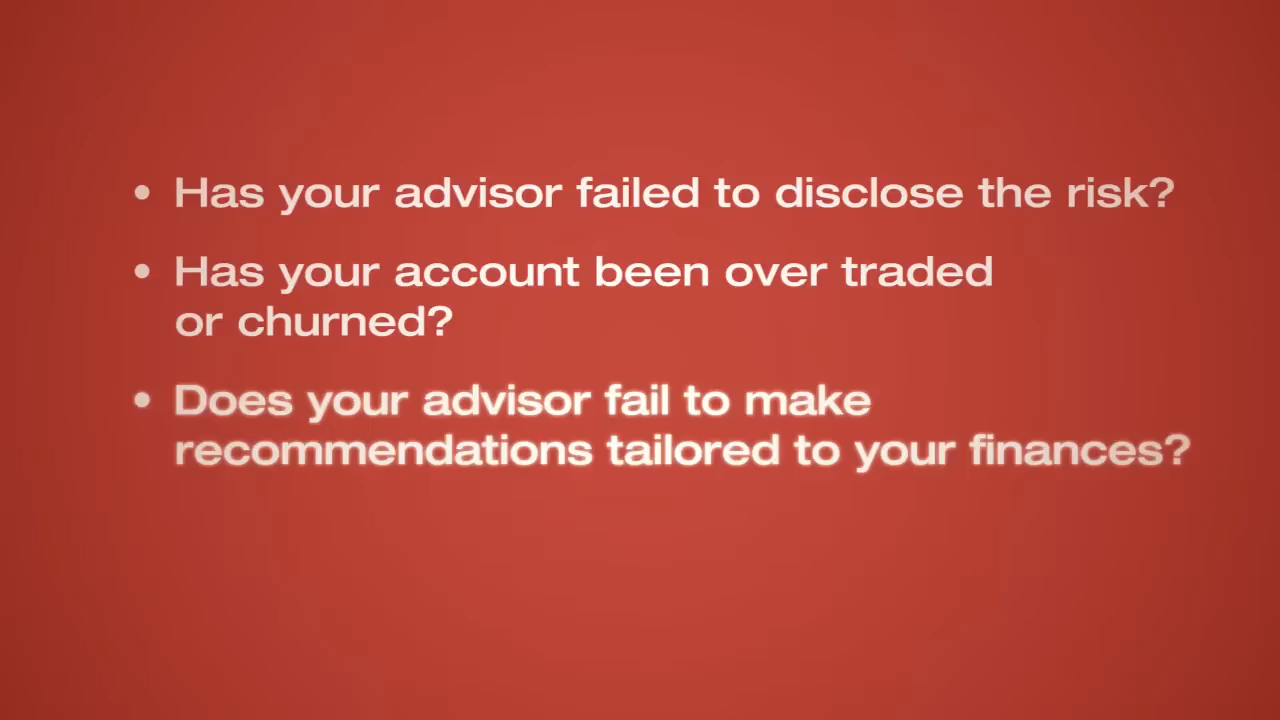 • Has your advisor failed to disclose the risk?
• Has your account been over traded
or churned?
• Does your advisor fail to make
recommendations tailored to your finances?